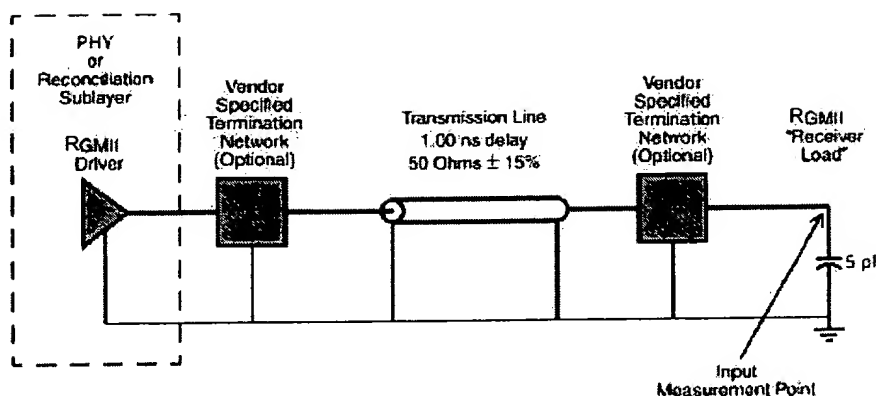 PHY
or
Reconciliation
Sublayer
RGMII
Driver
Vendor
Specified
Termination
Network
(Optional)
Transmission Line
1.00 ns delay
50 Ohms ± 15%
Vendor
Specified
Termination
Network
(Optional)
RGMII
"Receiver
Load"
5 pf
Input
Measurement Point